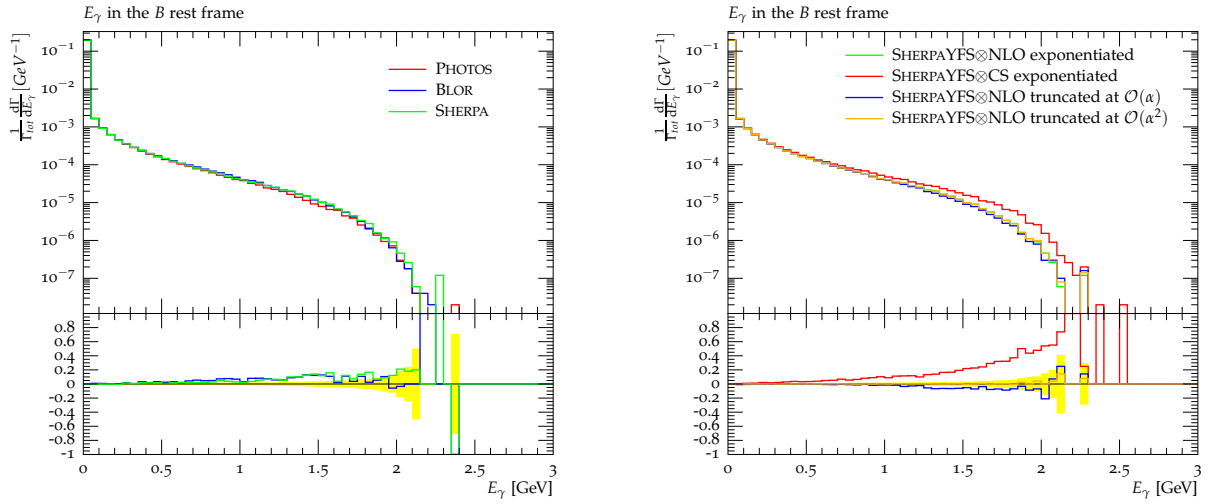 Eγ in the B rest frame
1/Γtot dΓ/dEγ [GeV⁻¹]
PHOTOS
BLOR
SHERPA
10⁻¹
10⁻²
10⁻³
10⁻⁴
10⁻⁵
10⁻⁶
10⁻⁷
0.8
0.6
0.4
0.2
0
-0.2
-0.4
-0.6
-0.8
-1
0 0.5 1 1.5 2 2.5 3
Eγ [GeV]
Eγ in the B rest frame
1/Γtot dΓ/dEγ [GeV⁻¹]
SHERPAYFS⊗NLO exponentiated
SHERPAYFS⊗CS exponentiated
SHERPAYFS⊗NLO truncated at O(α)
SHERPAYFS⊗NLO truncated at O(α²)
10⁻¹
10⁻²
10⁻³
10⁻⁴
10⁻⁵
10⁻⁶
10⁻⁷
0.8
0.6
0.4
0.2
0
-0.2
-0.4
-0.6
-0.8
-1
0 0.5 1 1.5 2 2.5 3
Eγ [GeV]